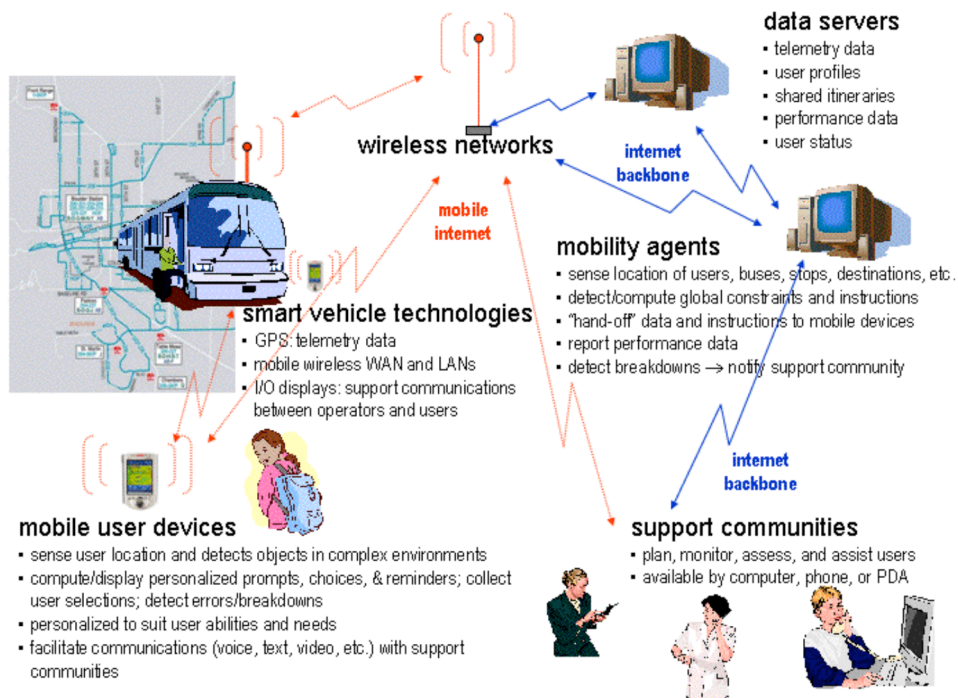 data servers
▪ telemetry data
▪ user profiles
▪ shared itineraries
▪ performance data
▪ user status
wireless networks
internet
backbone
mobile
internet
mobility agents
▪ sense location of users, buses, stops, destinations, etc.
▪ detect/compute global constraints and instructions
▪ “hand-off” data and instructions to mobile devices
▪ report performance data
▪ detect breakdowns → notify support community
smart vehicle technologies
▪ GPS: telemetry data
▪ mobile wireless WAN and LANs
▪ I/O displays: support communications
between operators and users
internet
backbone
mobile user devices
▪ sense user location and detects objects in complex environments
▪ compute/display personalized prompts, choices, & reminders; collect
user selections; detect errors/breakdowns
▪ personalized to suit user abilities and needs
▪ facilitate communications (voice, text, video, etc.) with support
communities
support communities
▪ plan, monitor, assess, and assist users
▪ available by computer, phone, or PDA
Front Range
Boulder Station
BASELINE RD